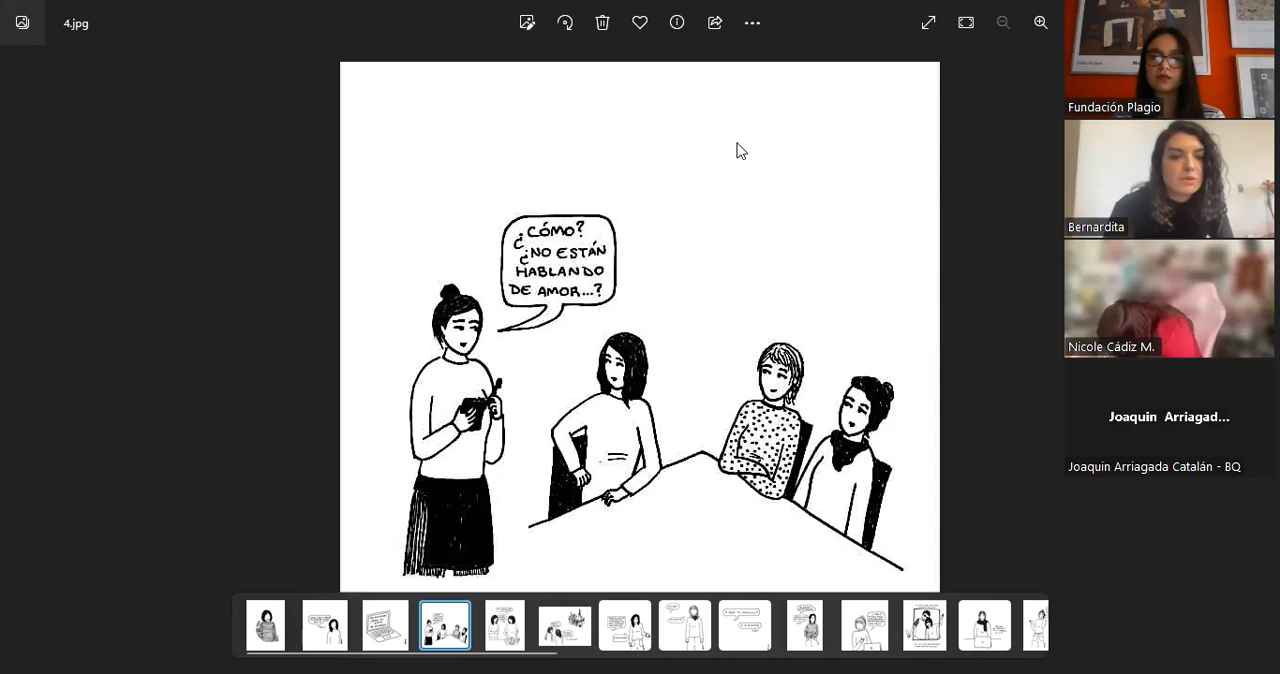 4.jpg
¿CÓMO?
¿NO ESTÁN
HABLANDO
DE AMOR...?
Fundación Plagio
Bernardita
Nicole Cádiz M.
Joaquin Arriagad...
Joaquin Arriagada Catalán - BQ